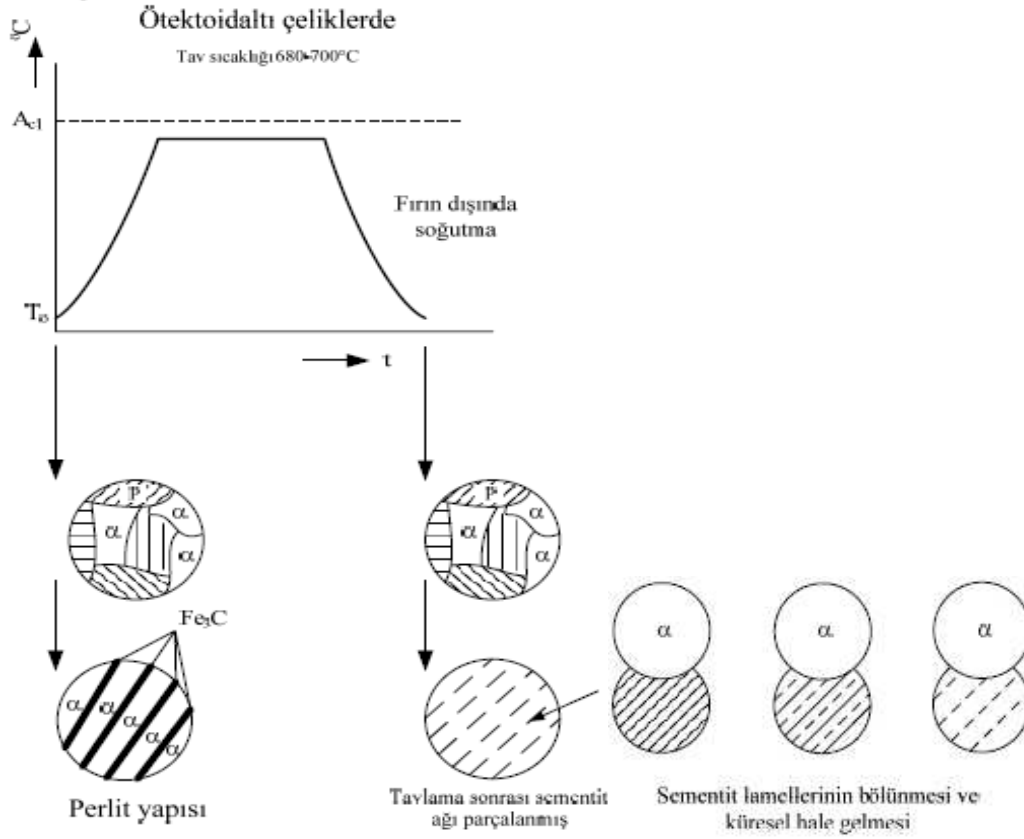 Ötektoidaltı çeliklerde
Tav sıcaklığı 680-700°C
°C
Ac1
Fırın dışında
soğutma
To
t
P
α
α
α
P
α
α
α
Fe3C
α
α
α
α
α
α
α
α
Perlit yapısı
Tavlama sonrası sementit
ağı parçalanmış
Sementit lamellerinin bölünmesi ve
küresel hale gelmesi